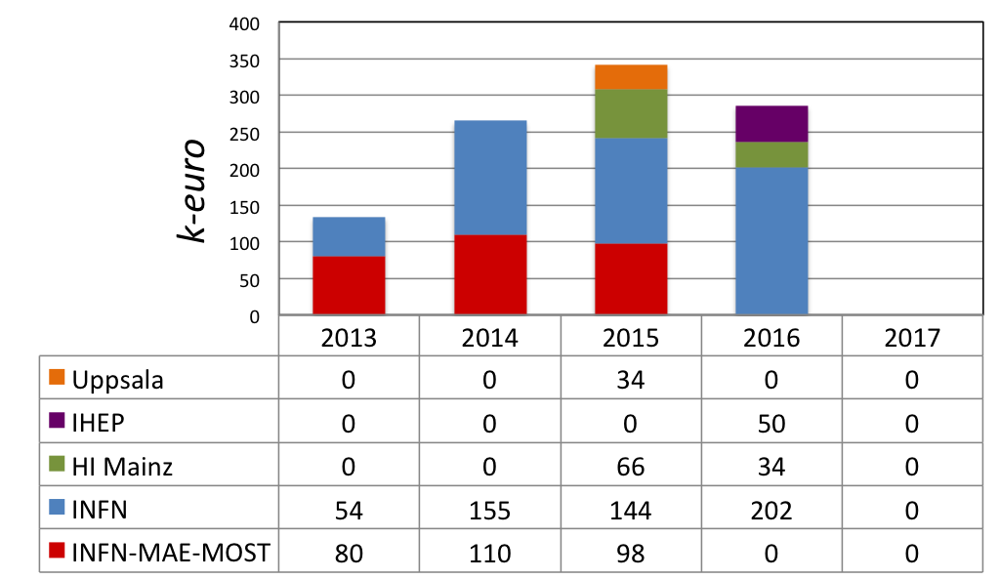 400
350
300
250
200
150
100
50
0
k-euro
2013 2014 2015 2016 2017
Uppsala 0 0 34 0 0
IHEP 0 0 0 50 0
HI Mainz 0 0 66 34 0
INFN 54 155 144 202 0
INFN-MAE-MOST 80 110 98 0 0